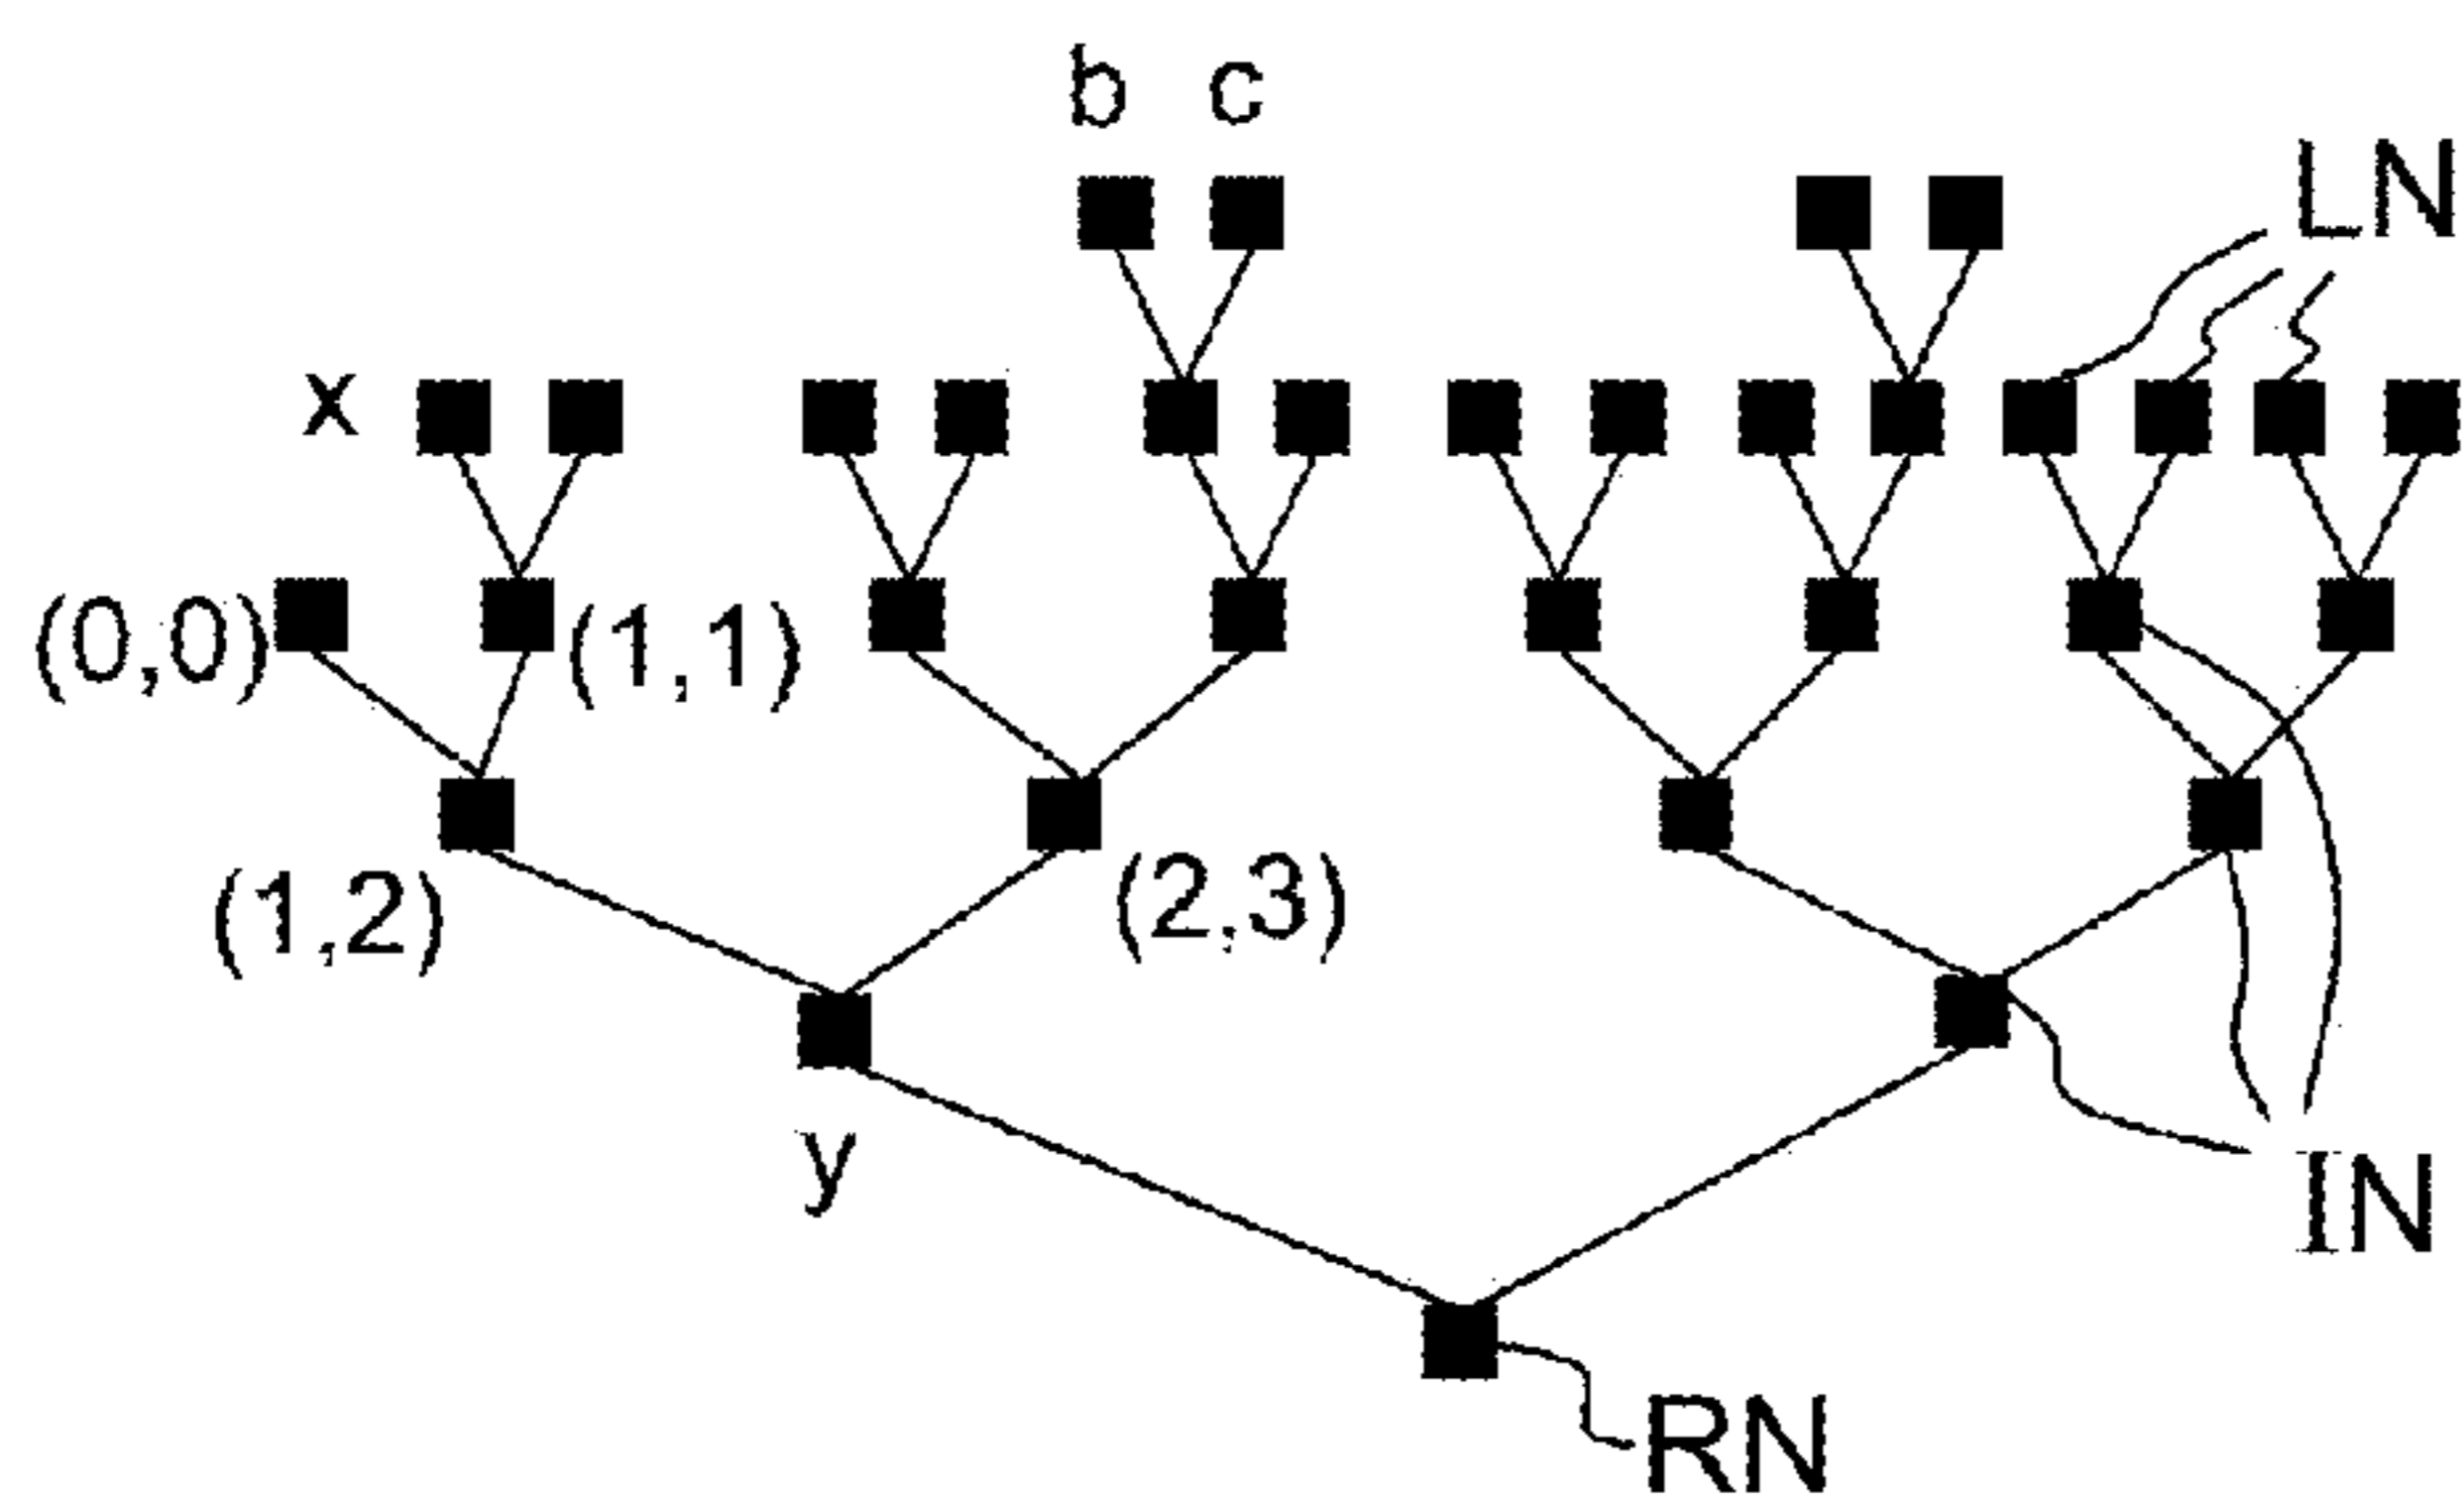 b c
LN
x
(0,0)
(1,1)
(1,2)
(2,3)
y
IN
RN